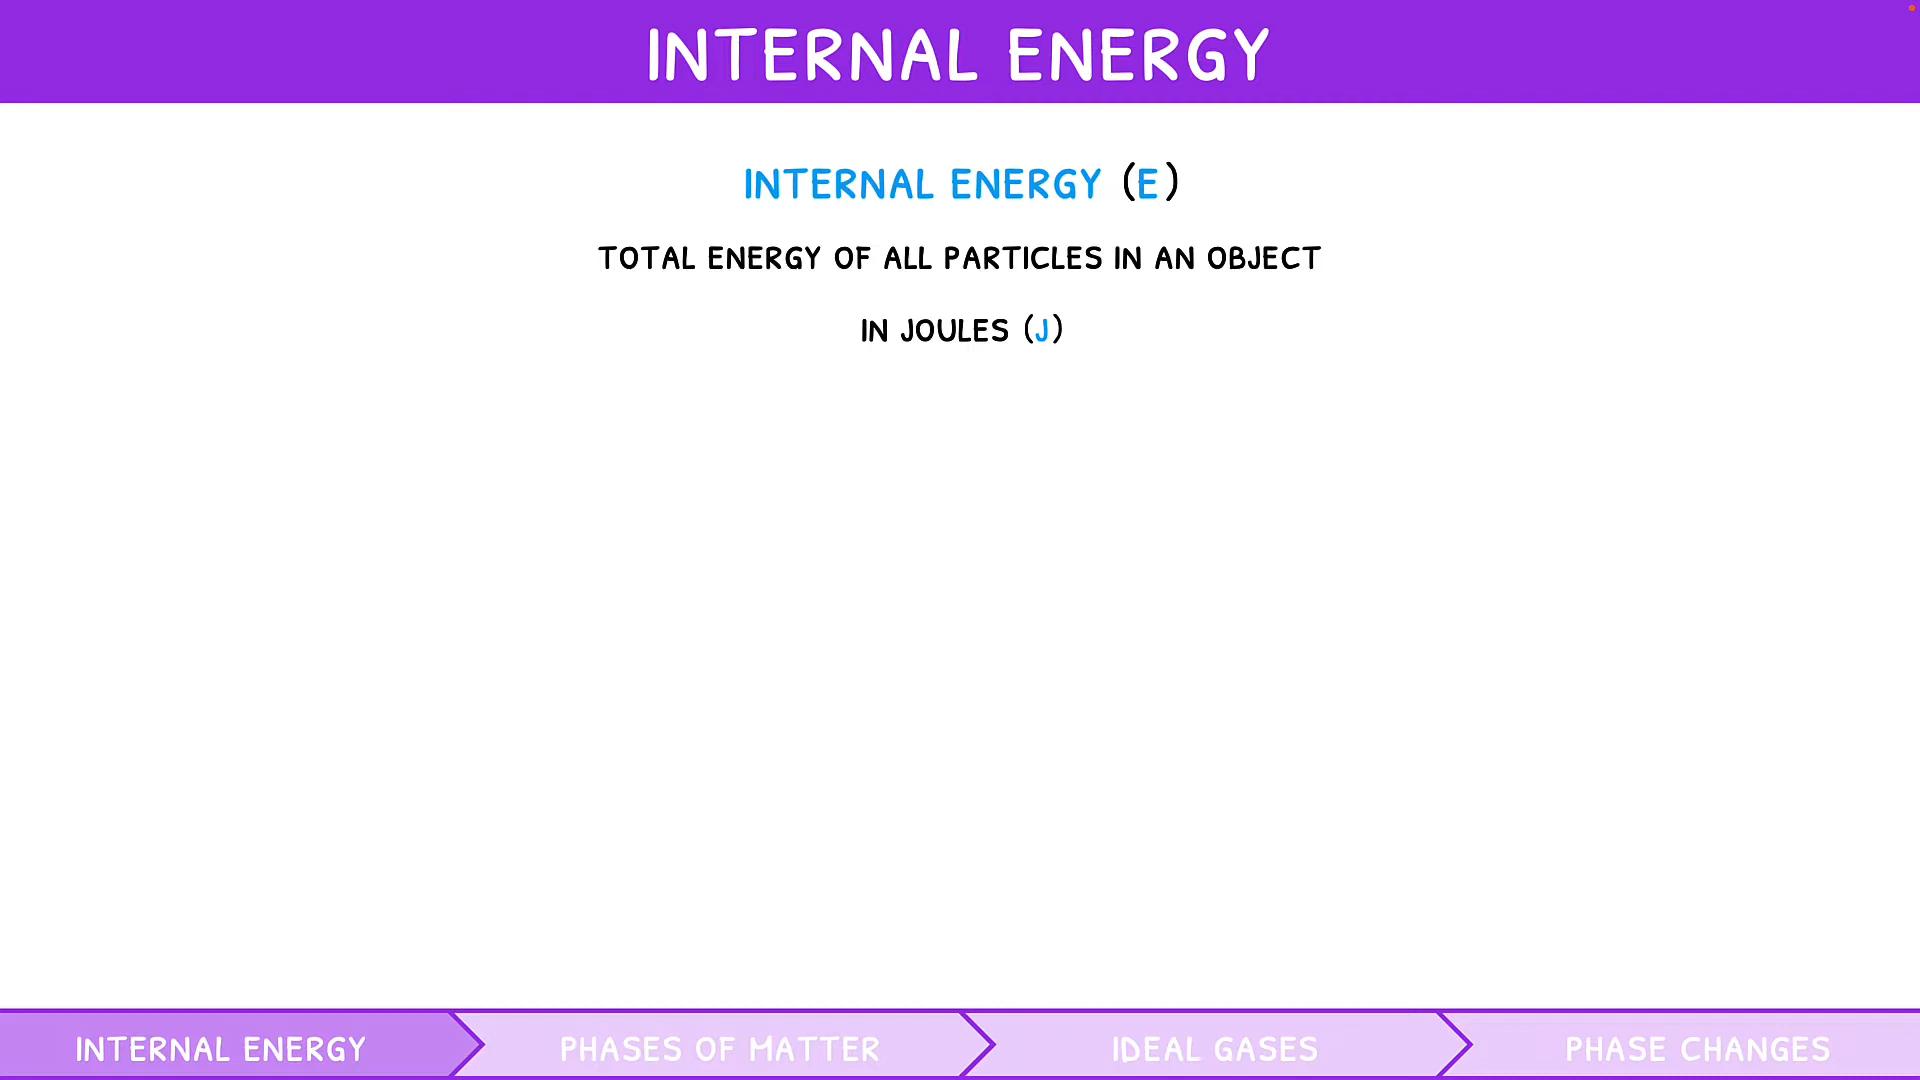 INTERNAL ENERGY
INTERNAL ENERGY (E)
TOTAL ENERGY OF ALL PARTICLES IN AN OBJECT
IN JOULES (J)
INTERNAL ENERGY
PHASES OF MATTER
IDEAL GASES
PHASE CHANGES